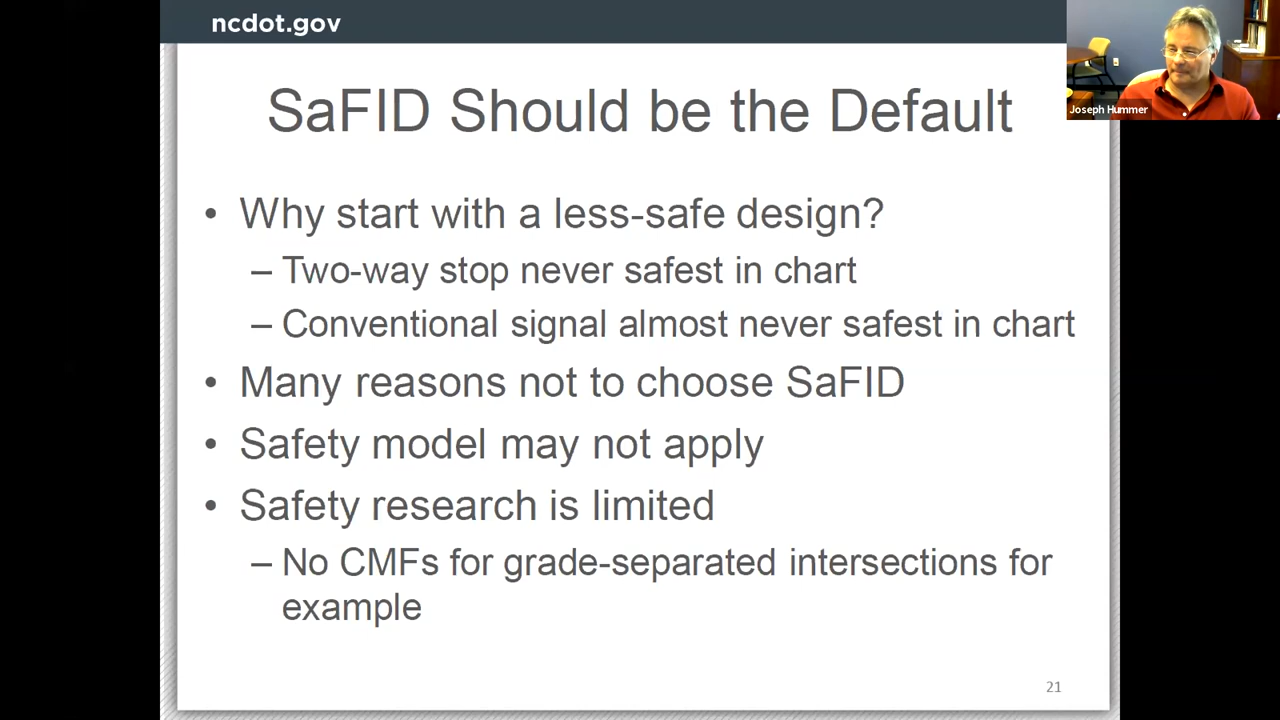 ncdot.gov
Joseph Hummer
SaFID Should be the Default
• Why start with a less-safe design?
– Two-way stop never safest in chart
– Conventional signal almost never safest in chart
• Many reasons not to choose SaFID
• Safety model may not apply
• Safety research is limited
– No CMFs for grade-separated intersections for
example
21